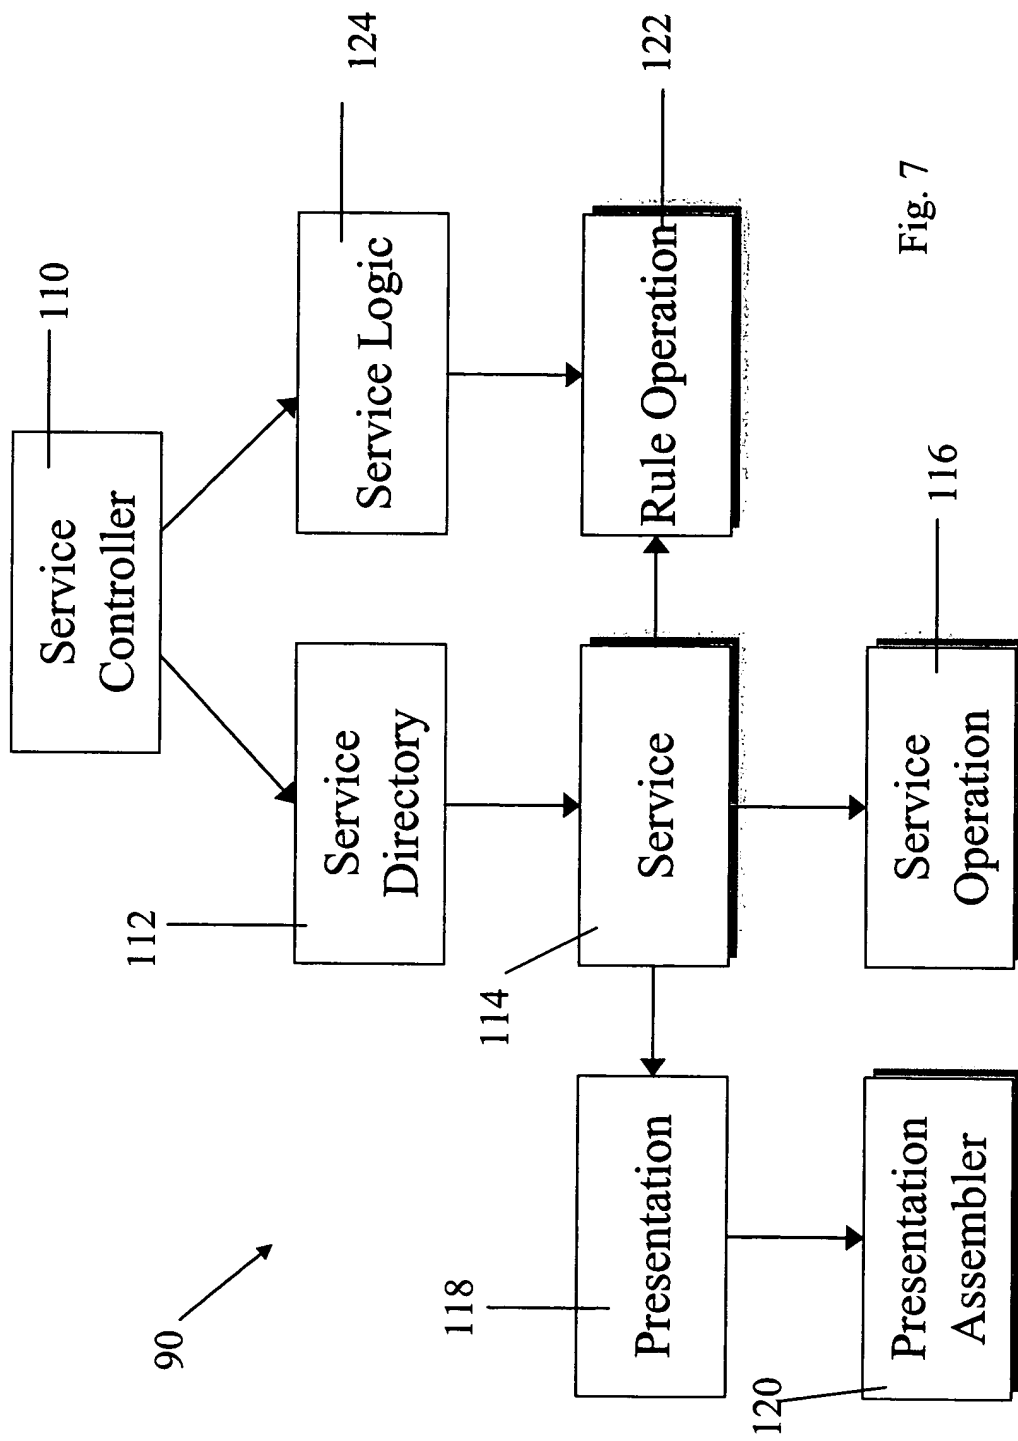 110
Service
Controller
124
Service Logic
112
Service
Directory
122
Rule Operation
114
Service
116
Service
Operation
118
Presentation
120
Presentation
Assembler
90
Fig. 7